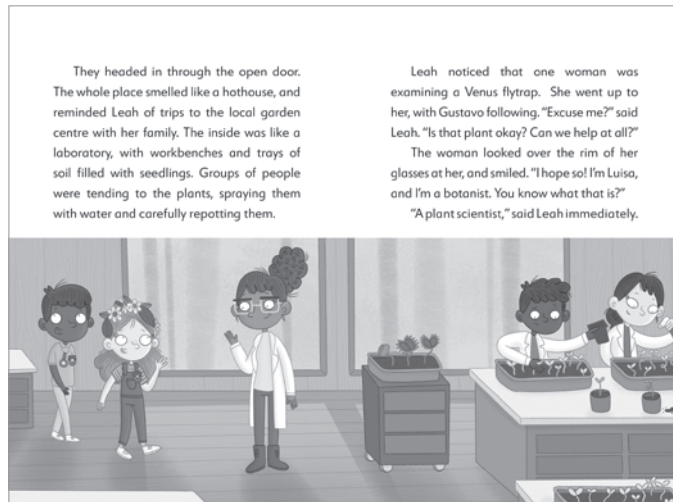 They headed in through the open door.
The whole place smelled like a hothouse, and
reminded Leah of trips to the local garden
centre with her family. The inside was like a
laboratory, with workbenches and trays of
soil filled with seedlings. Groups of people
were tending to the plants, spraying them
with water and carefully repotting them.
Leah noticed that one woman was
examining a Venus flytrap. She went up to
her, with Gustavo following. “Excuse me?” said
Leah. “Is that plant okay? Can we help at all?”
The woman looked over the rim of her
glasses at her, and smiled. “I hope so! I’m Luisa,
and I’m a botanist. You know what that is?”
“A plant scientist,” said Leah immediately.